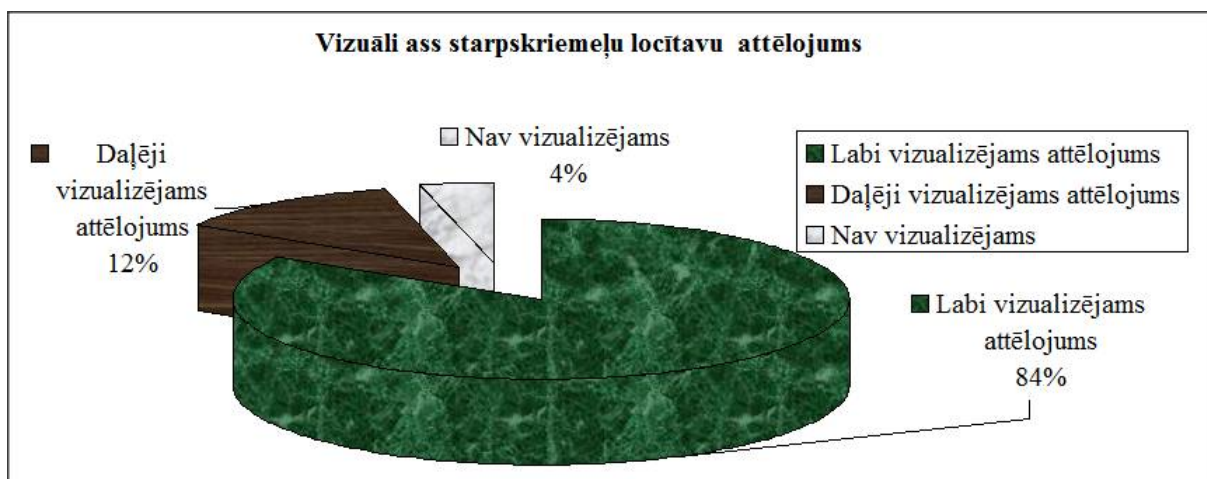 Vizuāli ass starpskriemeļu locītavu attēlojums
Daļēji
vizualizējams
attēlojums
12%
Nav vizualizējams
4%
Labi vizualizējams attēlojums
Daļēji vizualizējams attēlojums
Nav vizualizējams
Labi vizualizējams
attēlojums
84%